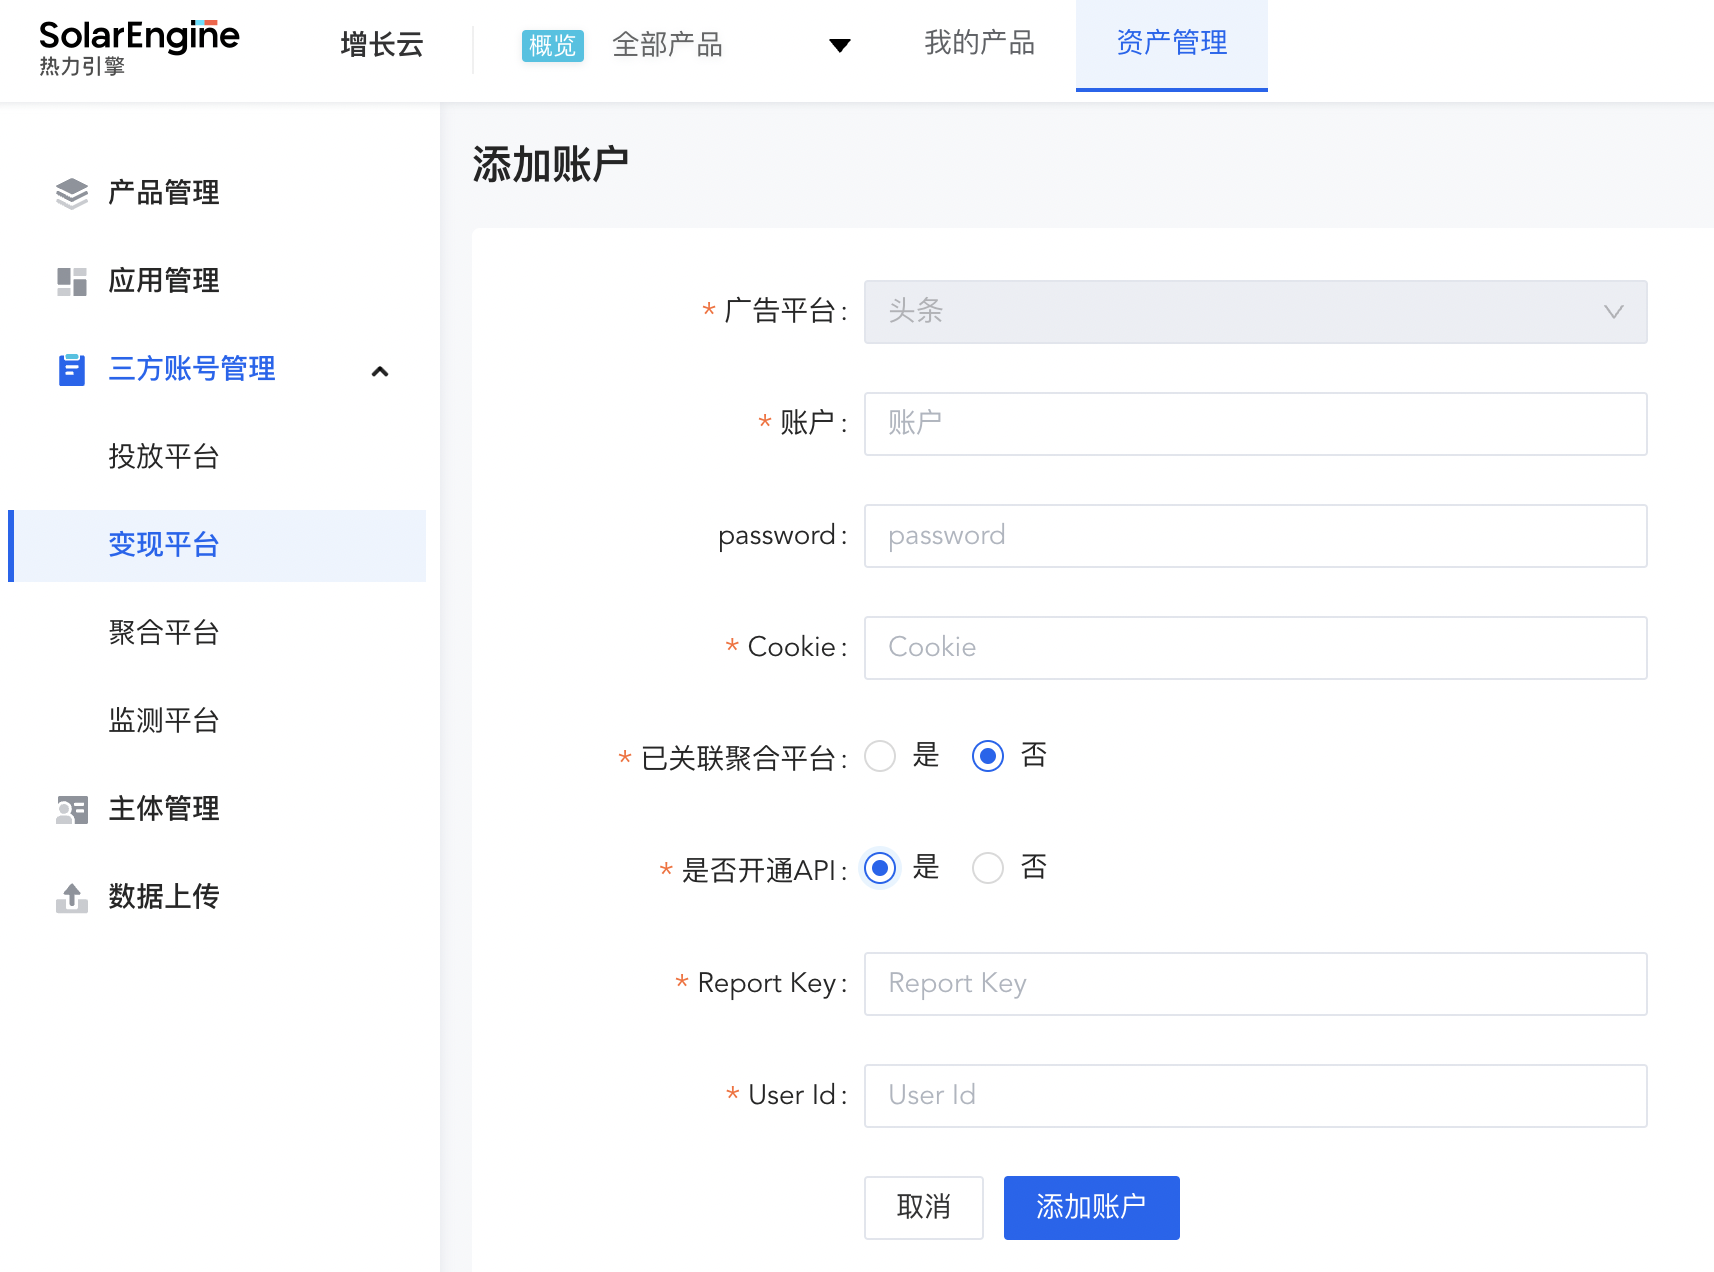 SolarEngine
热力引擎
增长云
概览 全部产品
我的产品
资产管理
产品管理
应用管理
三方账号管理
投放平台
变现平台
聚合平台
监测平台
主体管理
数据上传
添加账户
* 广告平台: 头条
* 账户: 账户
password: password
* Cookie: Cookie
* 已关联聚合平台: 是 否
* 是否开通API: 是 否
* Report Key: Report Key
* User Id: User Id
取消 添加账户